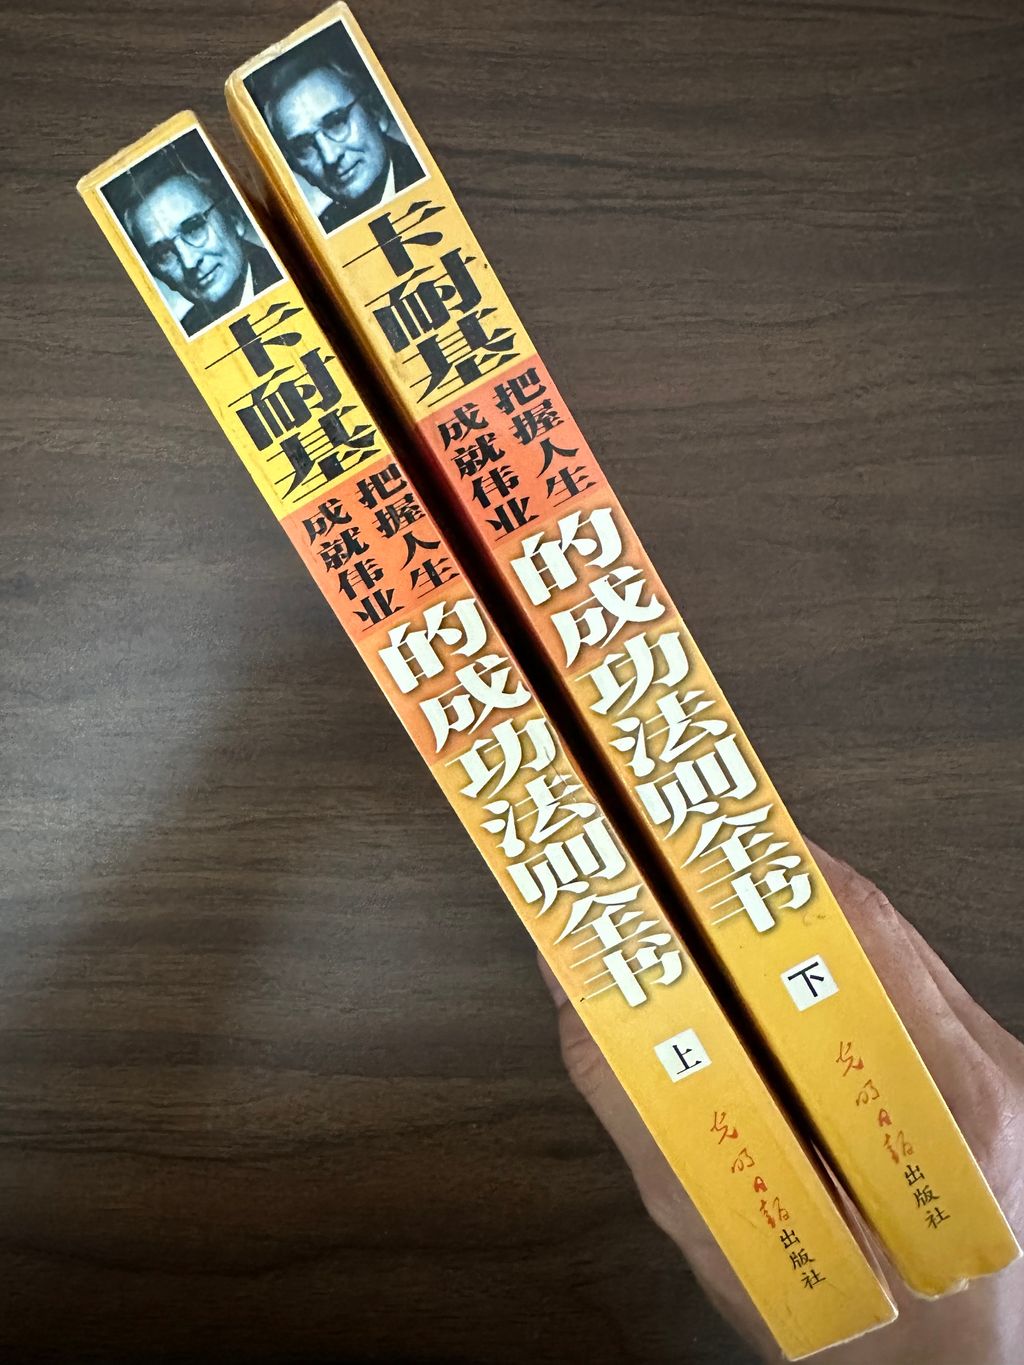 卡耐基
把握人生
成就伟业
的成功法则全书
上
光明日报出版社
卡耐基
把握人生
成就伟业
的成功法则全书
下
光明日报出版社